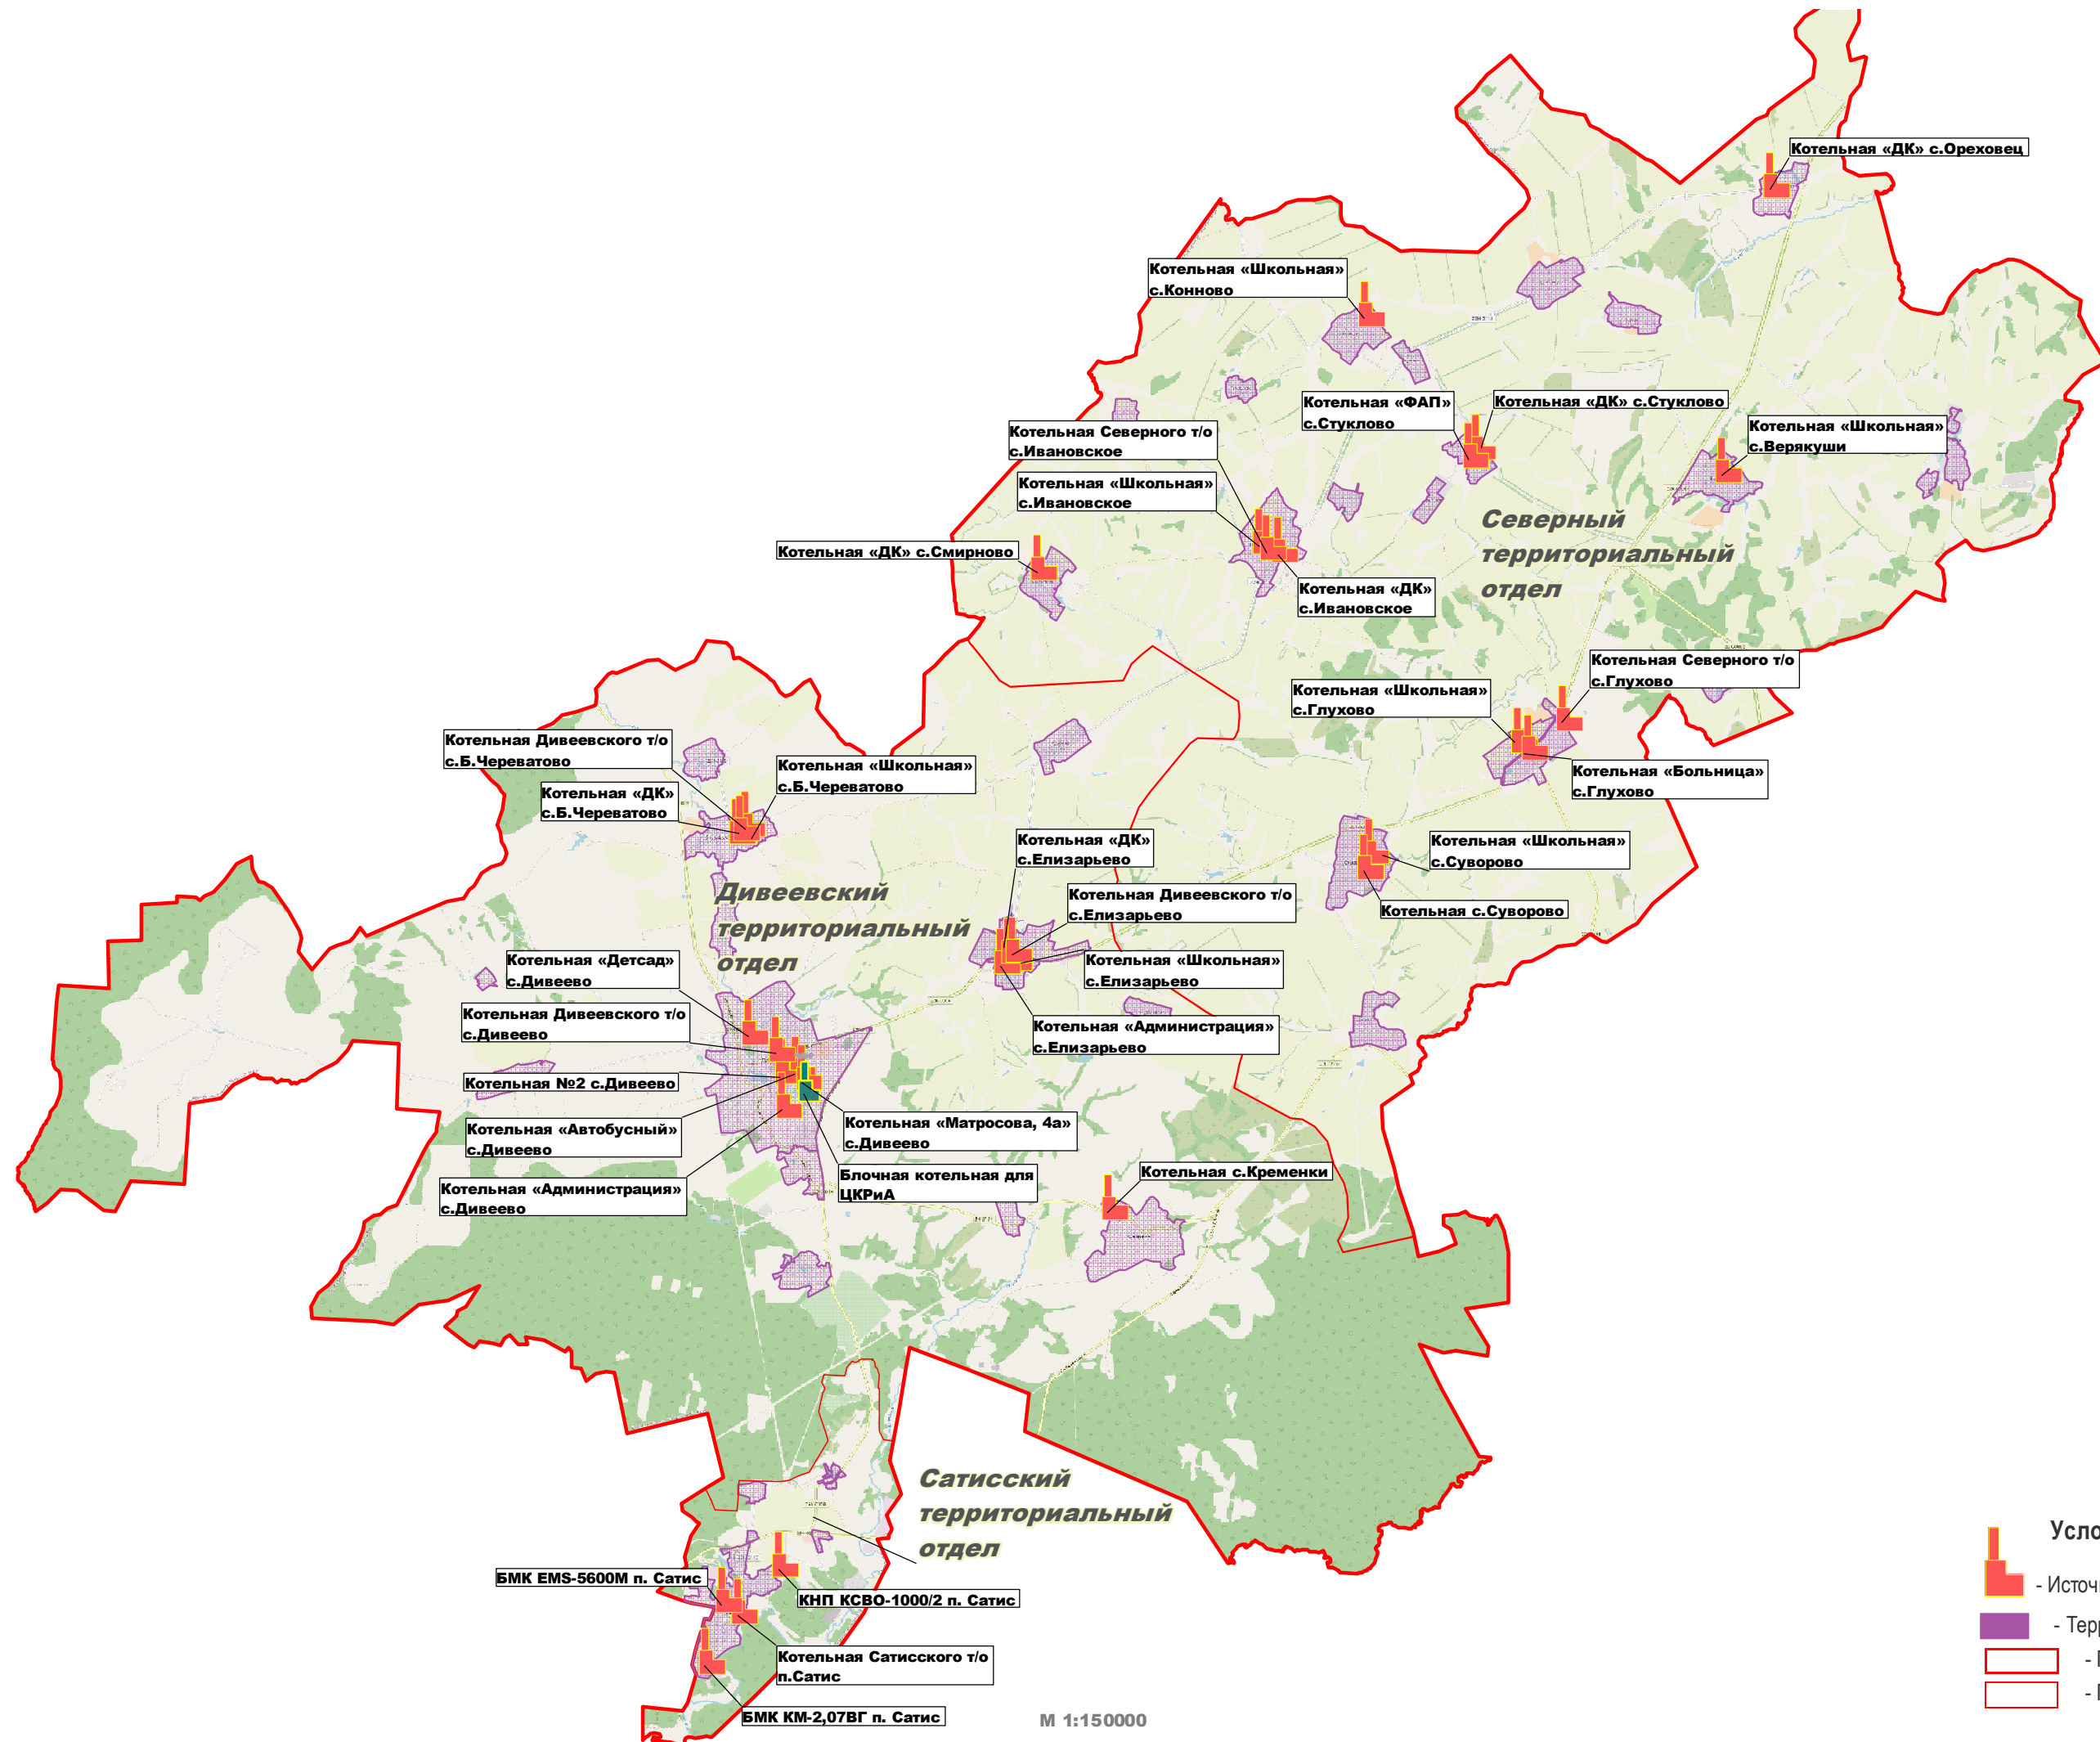 Котельная «ДК» с.Ореховец
Котельная «Школьная»
с.Конново
Котельная «ФАП»
с.Стуклово
Котельная «ДК» с.Стуклово
Котельная «Школьная»
с.Верякуши
Котельная Северного т/о
с.Ивановское
Котельная «Школьная»
с.Ивановское
Котельная «ДК» с.Смирново
Котельная «ДК»
с.Ивановское
Северный
территориальный
отдел
Котельная Северного т/о
с.Глухово
Котельная «Школьная»
с.Глухово
Котельная «Больница»
с.Глухово
Котельная Дивеевского т/о
с.Б.Череватово
Котельная «Школьная»
с.Б.Череватово
Котельная «ДК»
с.Б.Череватово
Котельная «ДК»
с.Елизарьево
Котельная «Школьная»
с.Суворово
Котельная с.Суворово
Котельная Дивеевского т/о
с.Елизарьево
Дивеевский
территориальный
отдел
Котельная «Школьная»
с.Елизарьево
Котельная «Администрация»
с.Елизарьево
Котельная «Детсад»
с.Дивеево
Котельная Дивеевского т/о
с.Дивеево
Котельная №2 с.Дивеево
Котельная «Автобусный»
с.Дивеево
Котельная «Матросова, 4а»
с.Дивеево
Блочная котельная для
ЦКРиА
Котельная «Администрация»
с.Дивеево
Котельная с.Кременки
Сатисский
территориальный
отдел
БМК EMS-5600М п. Сатис
КНП КСВО-1000/2 п. Сатис
Котельная Сатисского т/о
п.Сатис
БМК КМ-2,07ВГ п. Сатис
М 1:150000
Усло
- Источ
- Терр
- Г
- Г